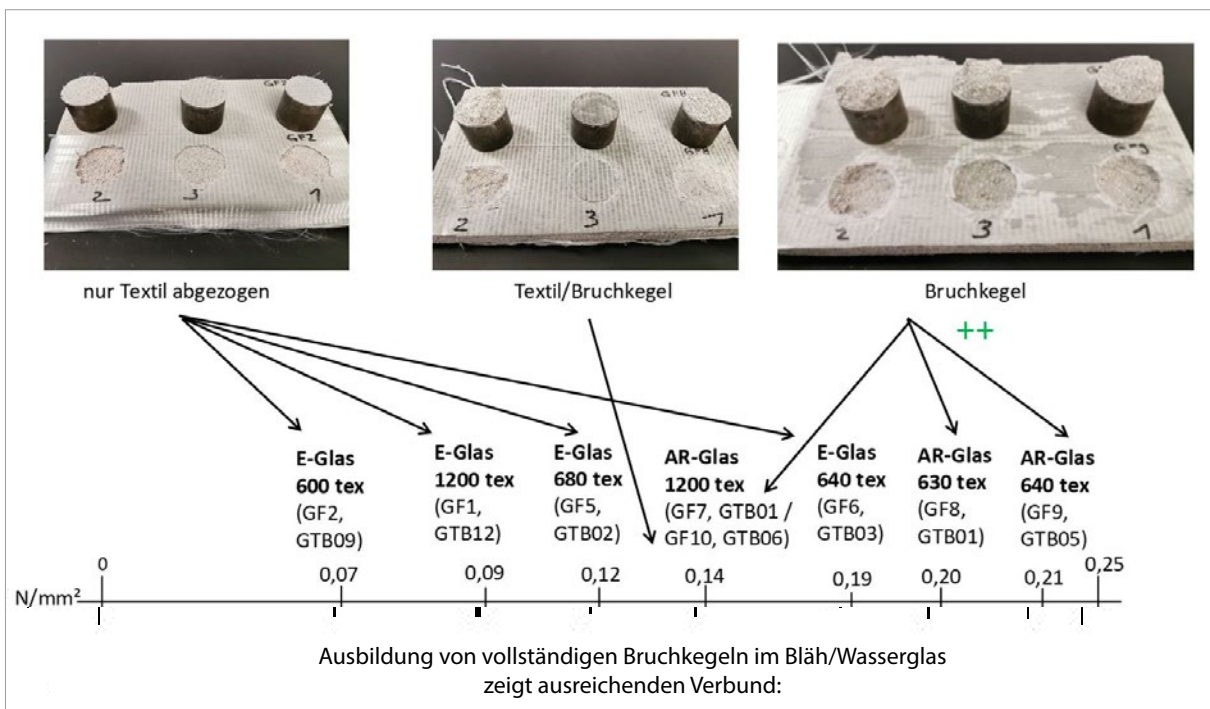 GF2
GF2
2
3
1
GF8
2
3
1
GF9
2
3
1
nur Textil abgezogen
Textil/Bruchkegel
Bruchkegel
++
E-Glas
600 tex
(GF2,
GTB09)
E-Glas
1200 tex
(GF1,
GTB12)
E-Glas
680 tex
(GF5,
GTB02)
AR-Glas
1200 tex
(GF7, GTB01 /
GF10, GTB06)
E-Glas
640 tex
(GF6,
GTB03)
AR-Glas
630 tex
(GF8,
GTB01)
AR-Glas
640 tex
(GF9,
GTB05)
0
0,07
0,09
0,12
0,14
0,19
0,20
0,21
0,25
N/mm²
Ausbildung von vollständigen Bruchkegeln im Bläh/Wasserglas
zeigt ausreichenden Verbund: